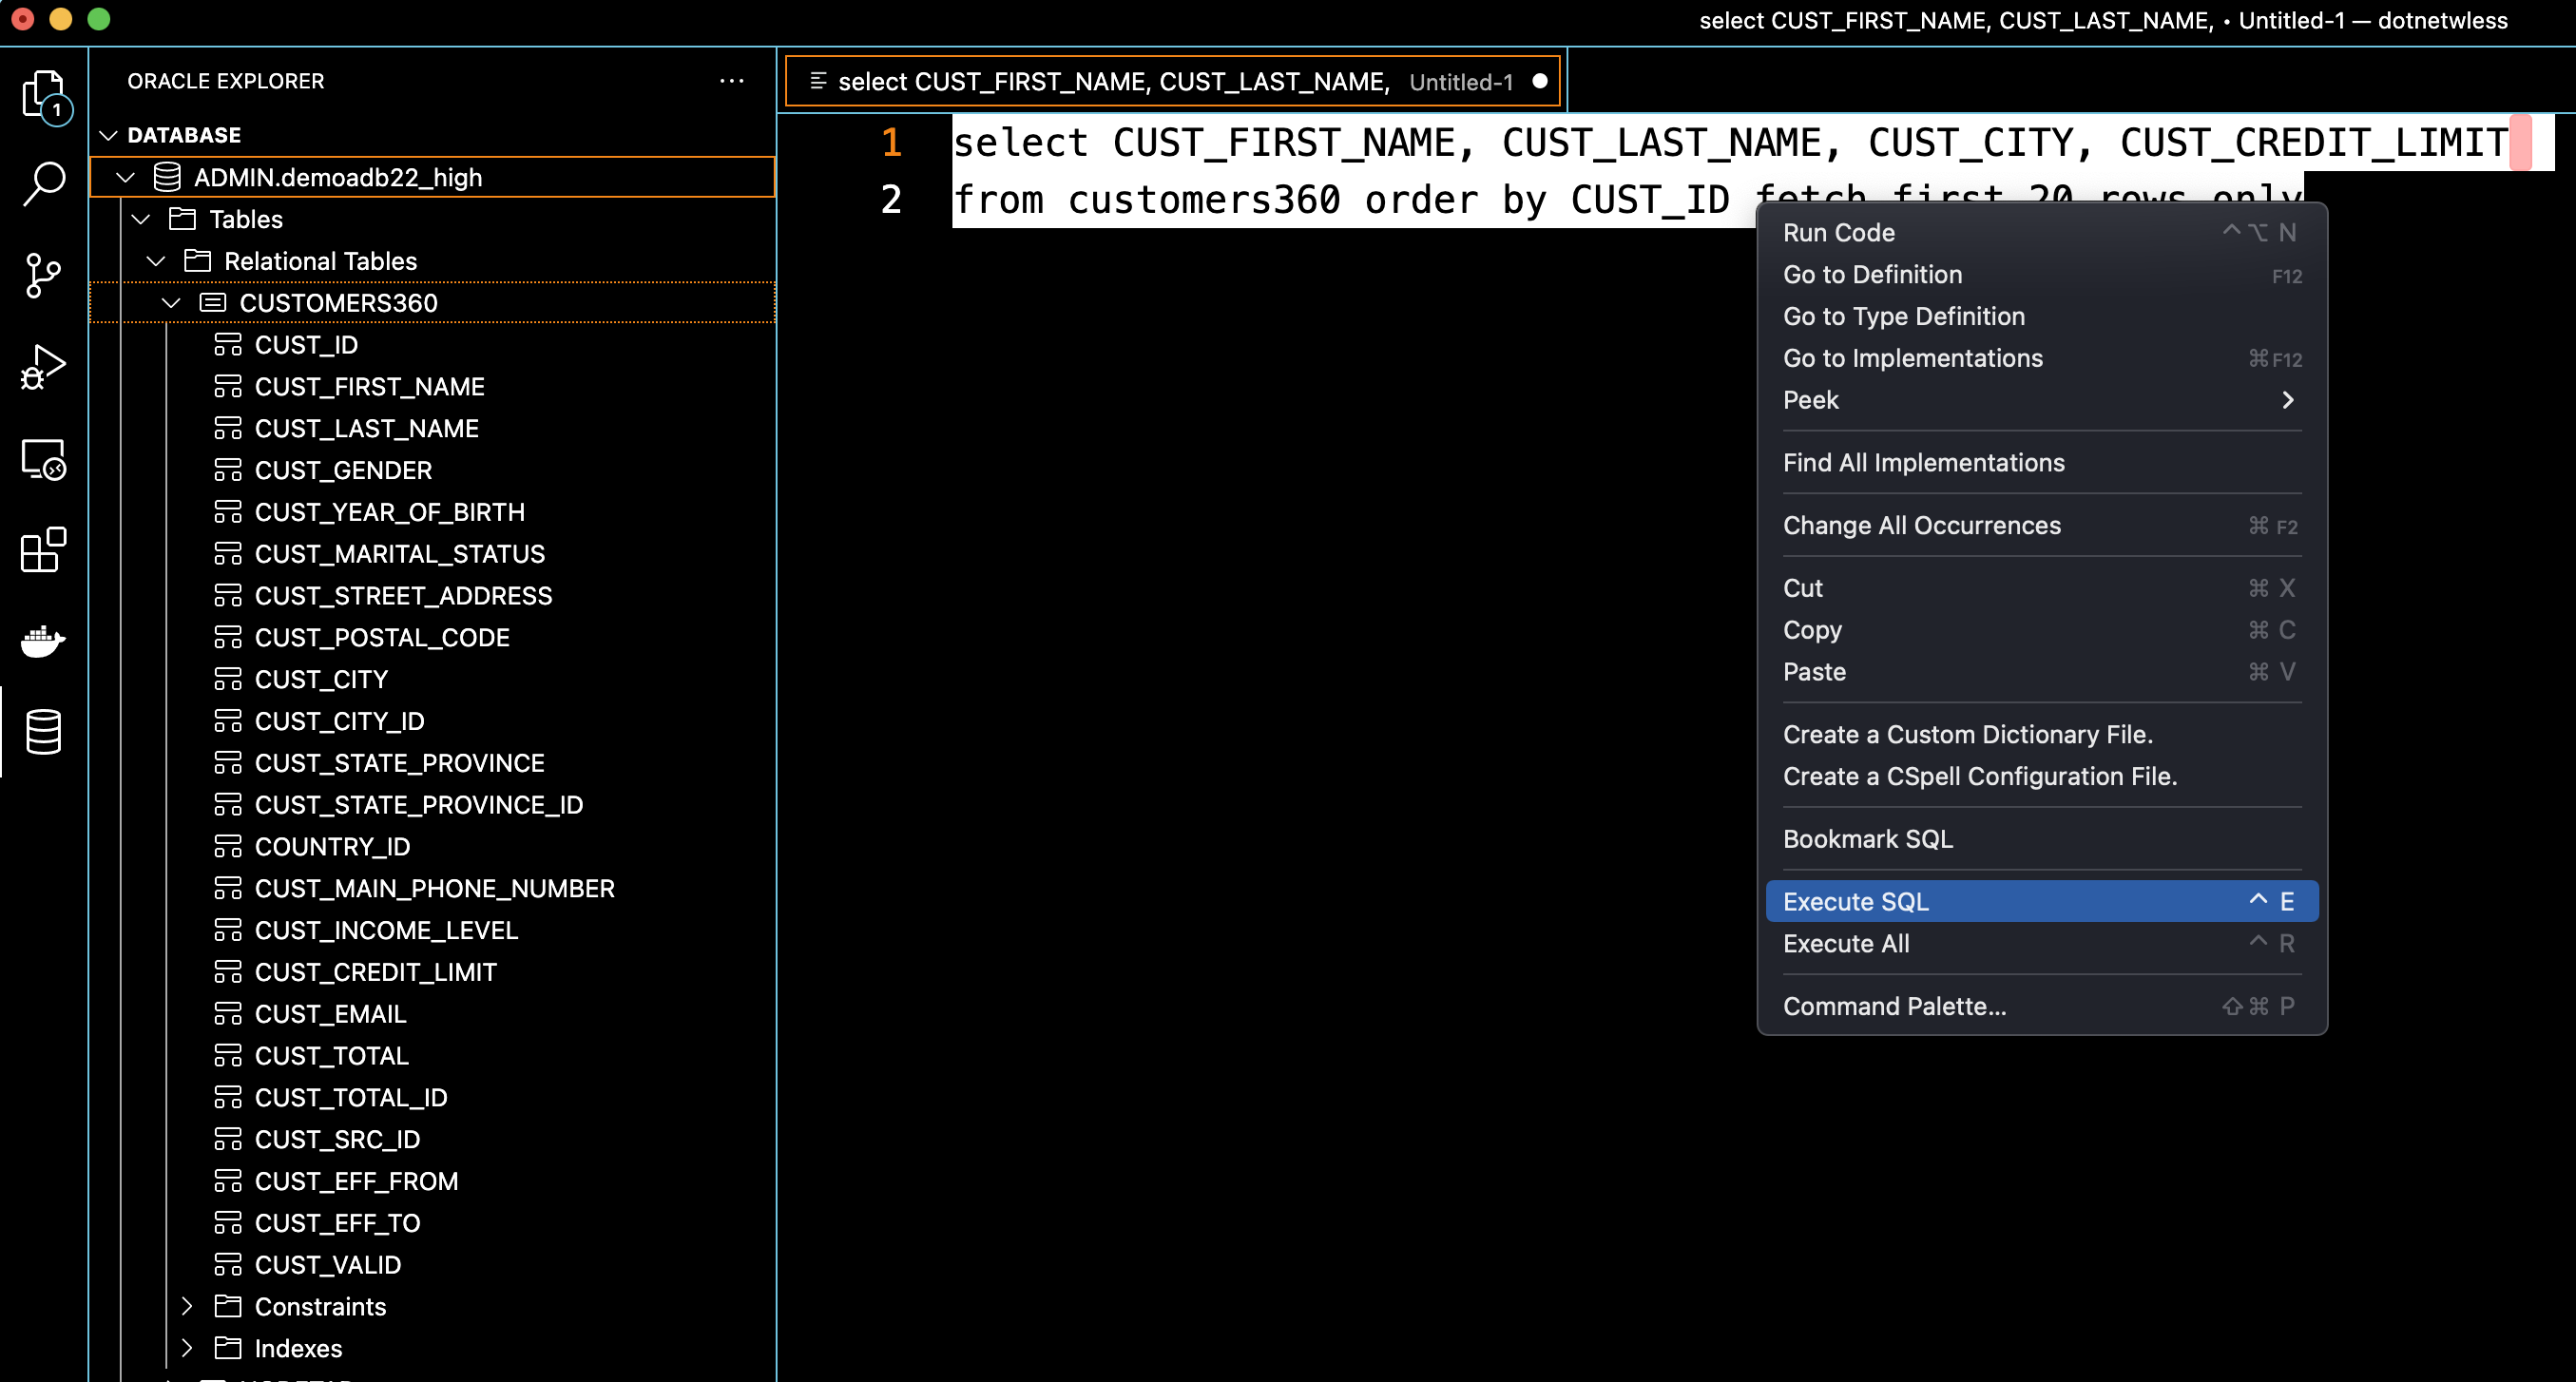 select CUST_FIRST_NAME, CUST_LAST_NAME, • Untitled-1 — dotnetwless
1
ORACLE EXPLORER ...
DATABASE
ADMIN.demoadb22_high
Tables
Relational Tables
CUSTOMERS360
CUST_ID
CUST_FIRST_NAME
CUST_LAST_NAME
CUST_GENDER
CUST_YEAR_OF_BIRTH
CUST_MARITAL_STATUS
CUST_STREET_ADDRESS
CUST_POSTAL_CODE
CUST_CITY
CUST_CITY_ID
CUST_STATE_PROVINCE
CUST_STATE_PROVINCE_ID
COUNTRY_ID
CUST_MAIN_PHONE_NUMBER
CUST_INCOME_LEVEL
CUST_CREDIT_LIMIT
CUST_EMAIL
CUST_TOTAL
CUST_TOTAL_ID
CUST_SRC_ID
CUST_EFF_FROM
CUST_EFF_TO
CUST_VALID
Constraints
Indexes
select CUST_FIRST_NAME, CUST_LAST_NAME, Untitled-1
1 select CUST_FIRST_NAME, CUST_LAST_NAME, CUST_CITY, CUST_CREDIT_LIMIT
2 from customers360 order by CUST_ID fetch first 20 rows only
Run Code ⌃⌥ N
Go to Definition F12
Go to Type Definition
Go to Implementations ⌘F12
Peek
Find All Implementations
Change All Occurrences ⌘ F2
Cut ⌘ X
Copy ⌘ C
Paste ⌘ V
Create a Custom Dictionary File.
Create a CSpell Configuration File.
Bookmark SQL
Execute SQL ⌃ E
Execute All ⌃ R
Command Palette... ⇧⌘ P